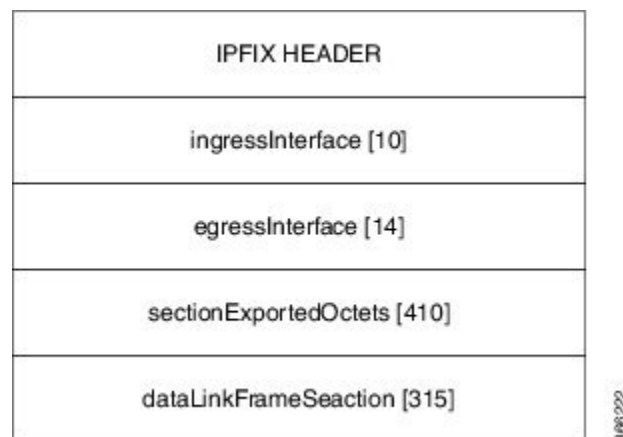 IPFIX HEADER
ingressInterface [10]
egressInterface [14]
sectionExportedOctets [410]
dataLinkFrameSeaction [315]